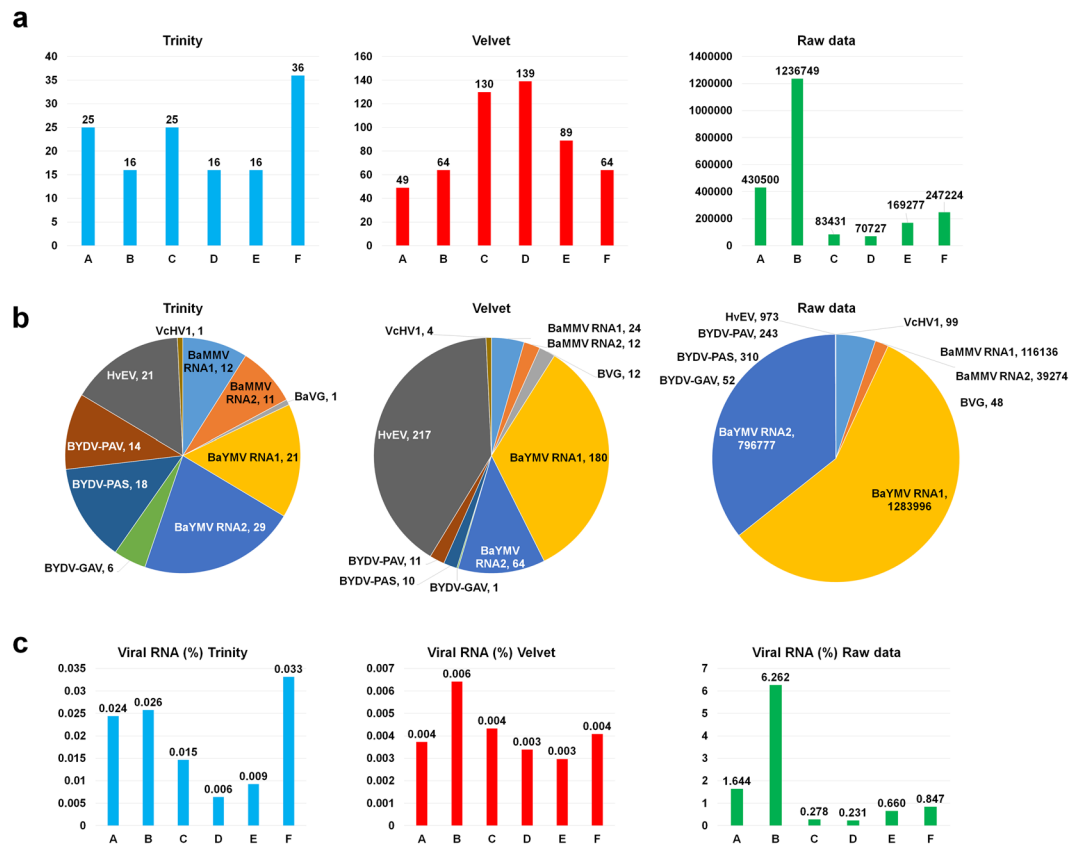 a
Trinity
40
35
30
25
20
15
10
5
0
25
16
25
16
16
36
A B C D E F
Velvet
160
140
120
100
80
60
40
20
0
49
64
130
139
89
64
A B C D E F
Raw data
1400000
1200000
1000000
800000
600000
400000
200000
0
430500
1236749
83431
70727
169277
247224
A B C D E F
b
Trinity
VcHV1, 1
BaMMV
RNA1, 12
BaMMV
RNA2, 11
BaVG, 1
BaYMV RNA1, 21
BaYMV RNA2, 29
BYDV-GAV, 6
BYDV-PAS, 18
BYDV-PAV, 14
HvEV, 21
Velvet
VcHV1, 4
BaMMV RNA1, 24
BaMMV RNA2, 12
BVG, 12
BaYMV RNA1, 180
BaYMV
RNA2, 64
BYDV-GAV, 1
BYDV-PAS, 10
BYDV-PAV, 11
HvEV, 217
Raw data
HvEV, 973
VcHV1, 99
BYDV-PAV, 243
BaMMV RNA1, 116136
BYDV-PAS, 310
BaMMV RNA2, 39274
BYDV-GAV, 52
BVG, 48
BaYMV RNA2,
796777
BaYMV RNA1,
1283996
c
Viral RNA (%) Trinity
0.035
0.03
0.025
0.02
0.015
0.01
0.005
0
0.024
0.026
0.015
0.006
0.009
0.033
A B C D E F
Viral RNA (%) Velvet
0.007
0.006
0.005
0.004
0.003
0.002
0.001
0.000
0.004
0.006
0.004
0.003
0.003
0.004
A B C D E F
Viral RNA (%) Raw data
7
6
5
4
3
2
1
0
1.644
6.262
0.278
0.231
0.660
0.847
A B C D E F